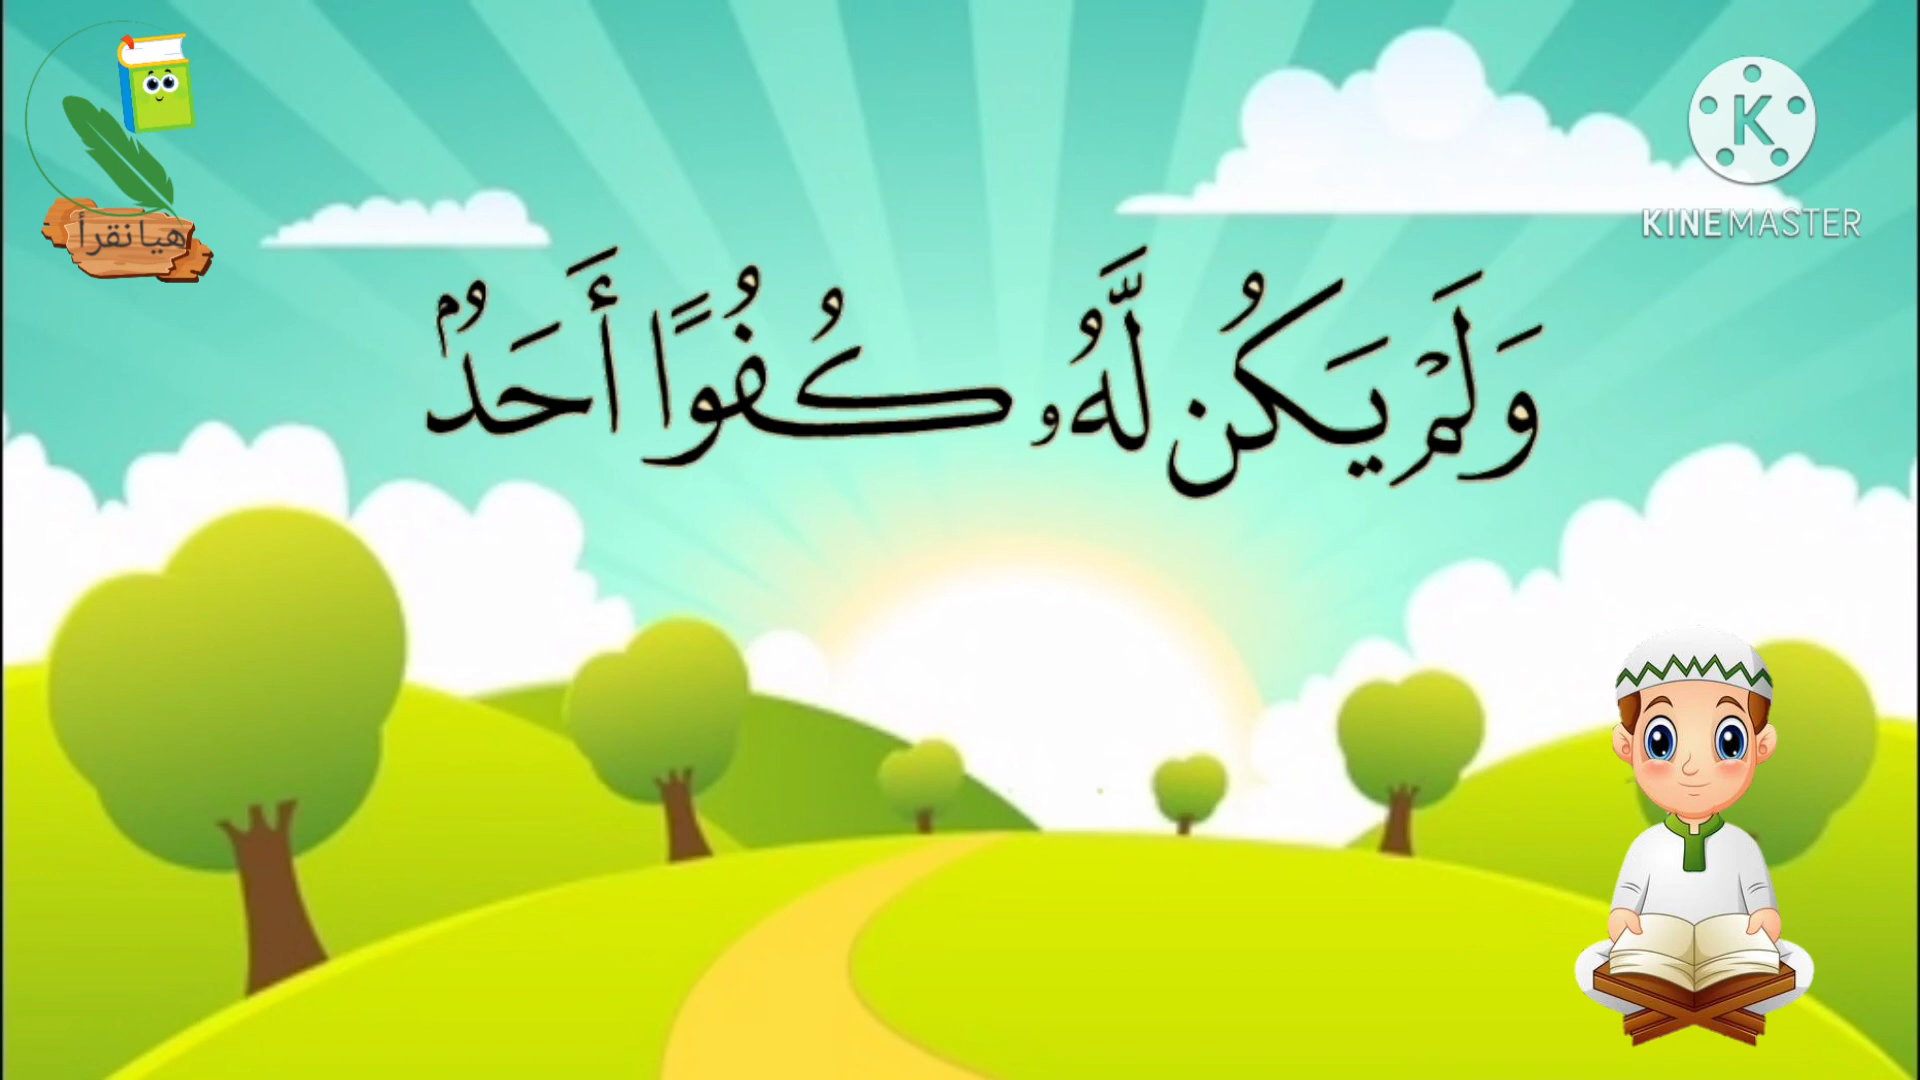 هيا نقرأ
K
KINEMASTER
وَلَمْ يَكُن لَّهُۥ كُفُوًا أَحَدٌۢ